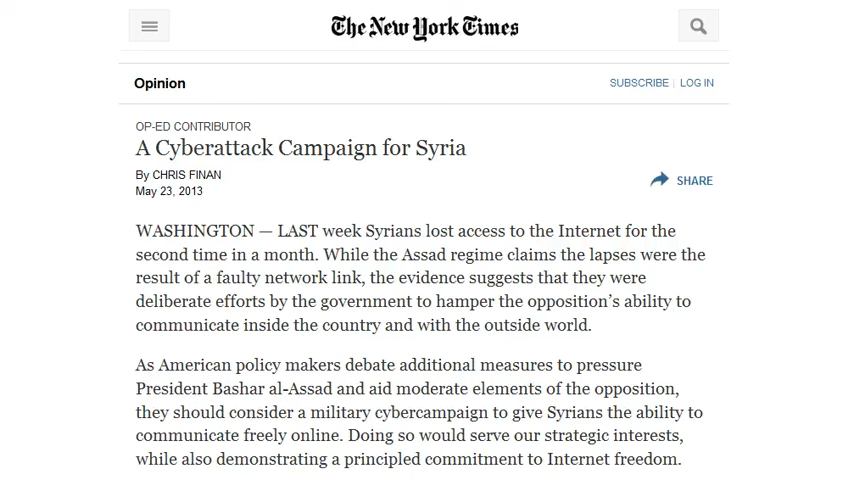 The New York Times
Opinion
SUBSCRIBE | LOG IN
OP-ED CONTRIBUTOR
A Cyberattack Campaign for Syria
By CHRIS FINAN
May 23, 2013
SHARE
WASHINGTON — LAST week Syrians lost access to the Internet for the
second time in a month. While the Assad regime claims the lapses were the
result of a faulty network link, the evidence suggests that they were
deliberate efforts by the government to hamper the opposition’s ability to
communicate inside the country and with the outside world.
As American policy makers debate additional measures to pressure
President Bashar al-Assad and aid moderate elements of the opposition,
they should consider a military cybercampaign to give Syrians the ability to
communicate freely online. Doing so would serve our strategic interests,
while also demonstrating a principled commitment to Internet freedom.